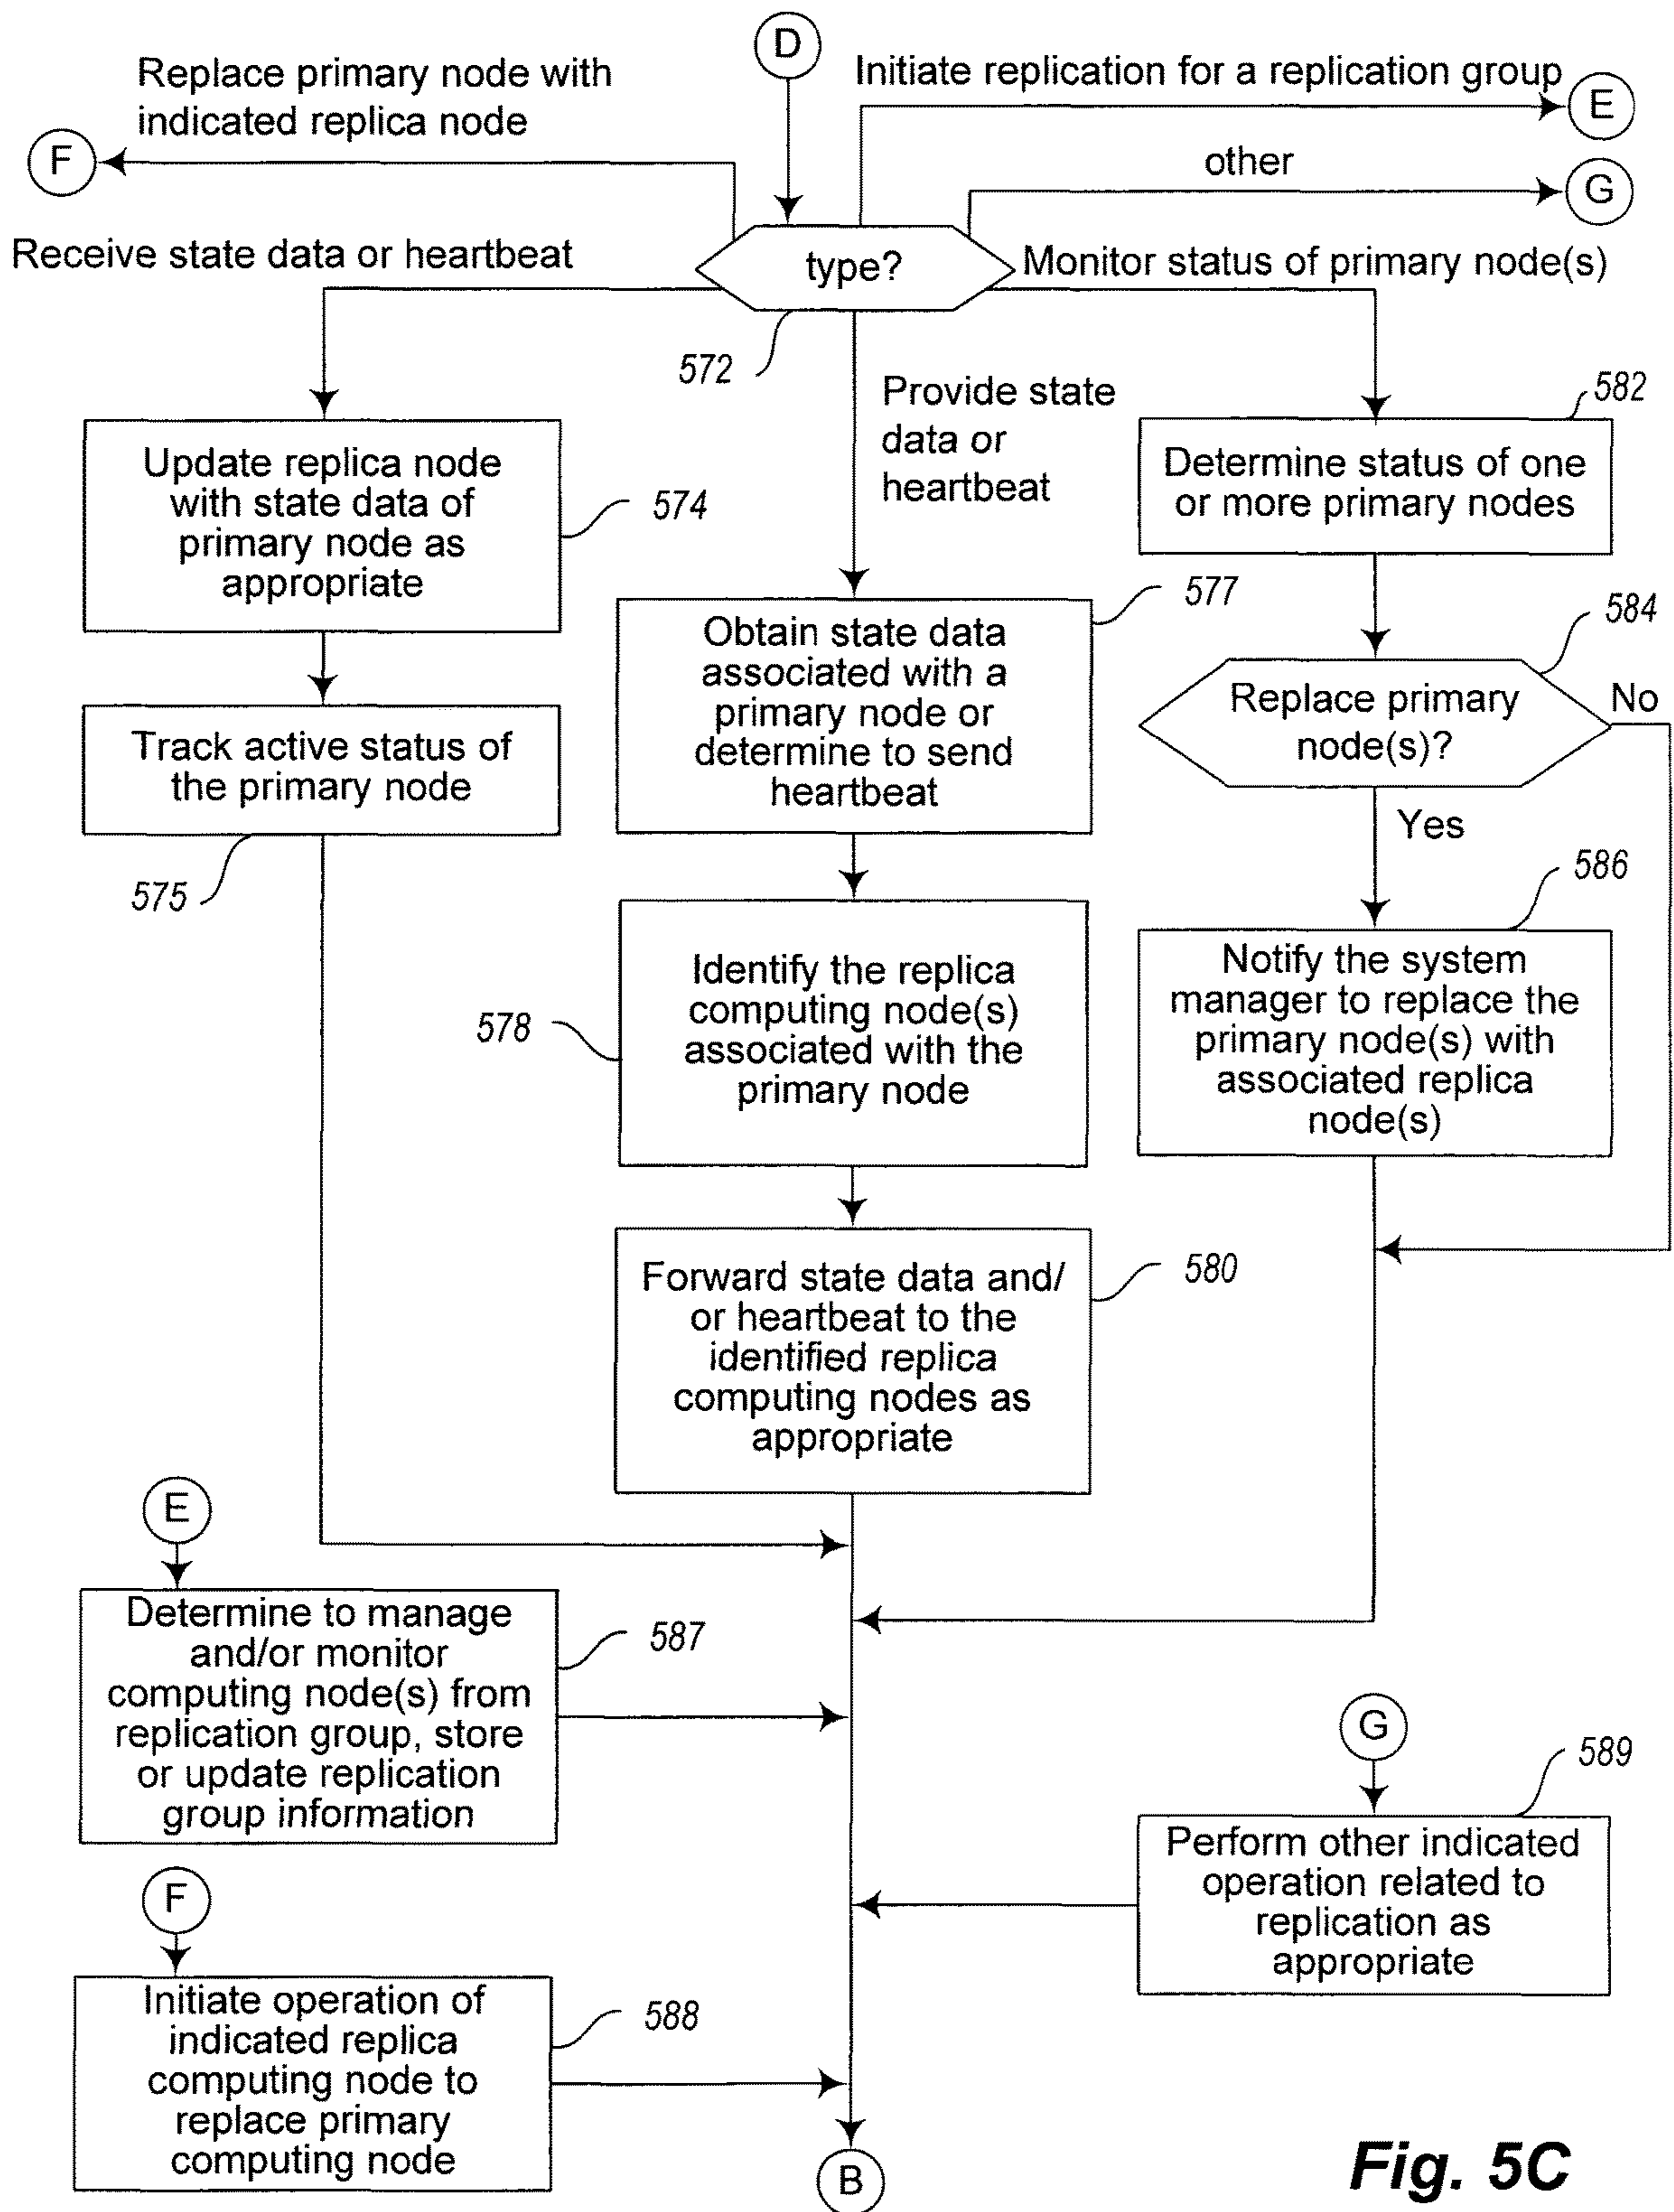 D
Replace primary node with
indicated replica node
Initiate replication for a replication group
E
F
other
G
Receive state data or heartbeat
type?
Monitor status of primary node(s)
572
Provide state
data or
heartbeat
582
Update replica node
with state data of
primary node as
appropriate
574
Determine status of one
or more primary nodes
577
584
Obtain state data
associated with a
primary node or
determine to send
heartbeat
Replace primary
node(s)?
No
Track active status of
the primary node
Yes
575
586
Identify the replica
computing node(s)
associated with the
primary node
578
Notify the system
manager to replace the
primary node(s) with
associated replica
node(s)
Forward state data and/
or heartbeat to the
identified replica
computing nodes as
appropriate
580
E
Determine to manage
and/or monitor
computing node(s) from
replication group, store
or update replication
group information
587
G
589
Perform other indicated
operation related to
replication as
appropriate
F
Initiate operation of
indicated replica
computing node to
replace primary
computing node
588
B
Fig. 5C